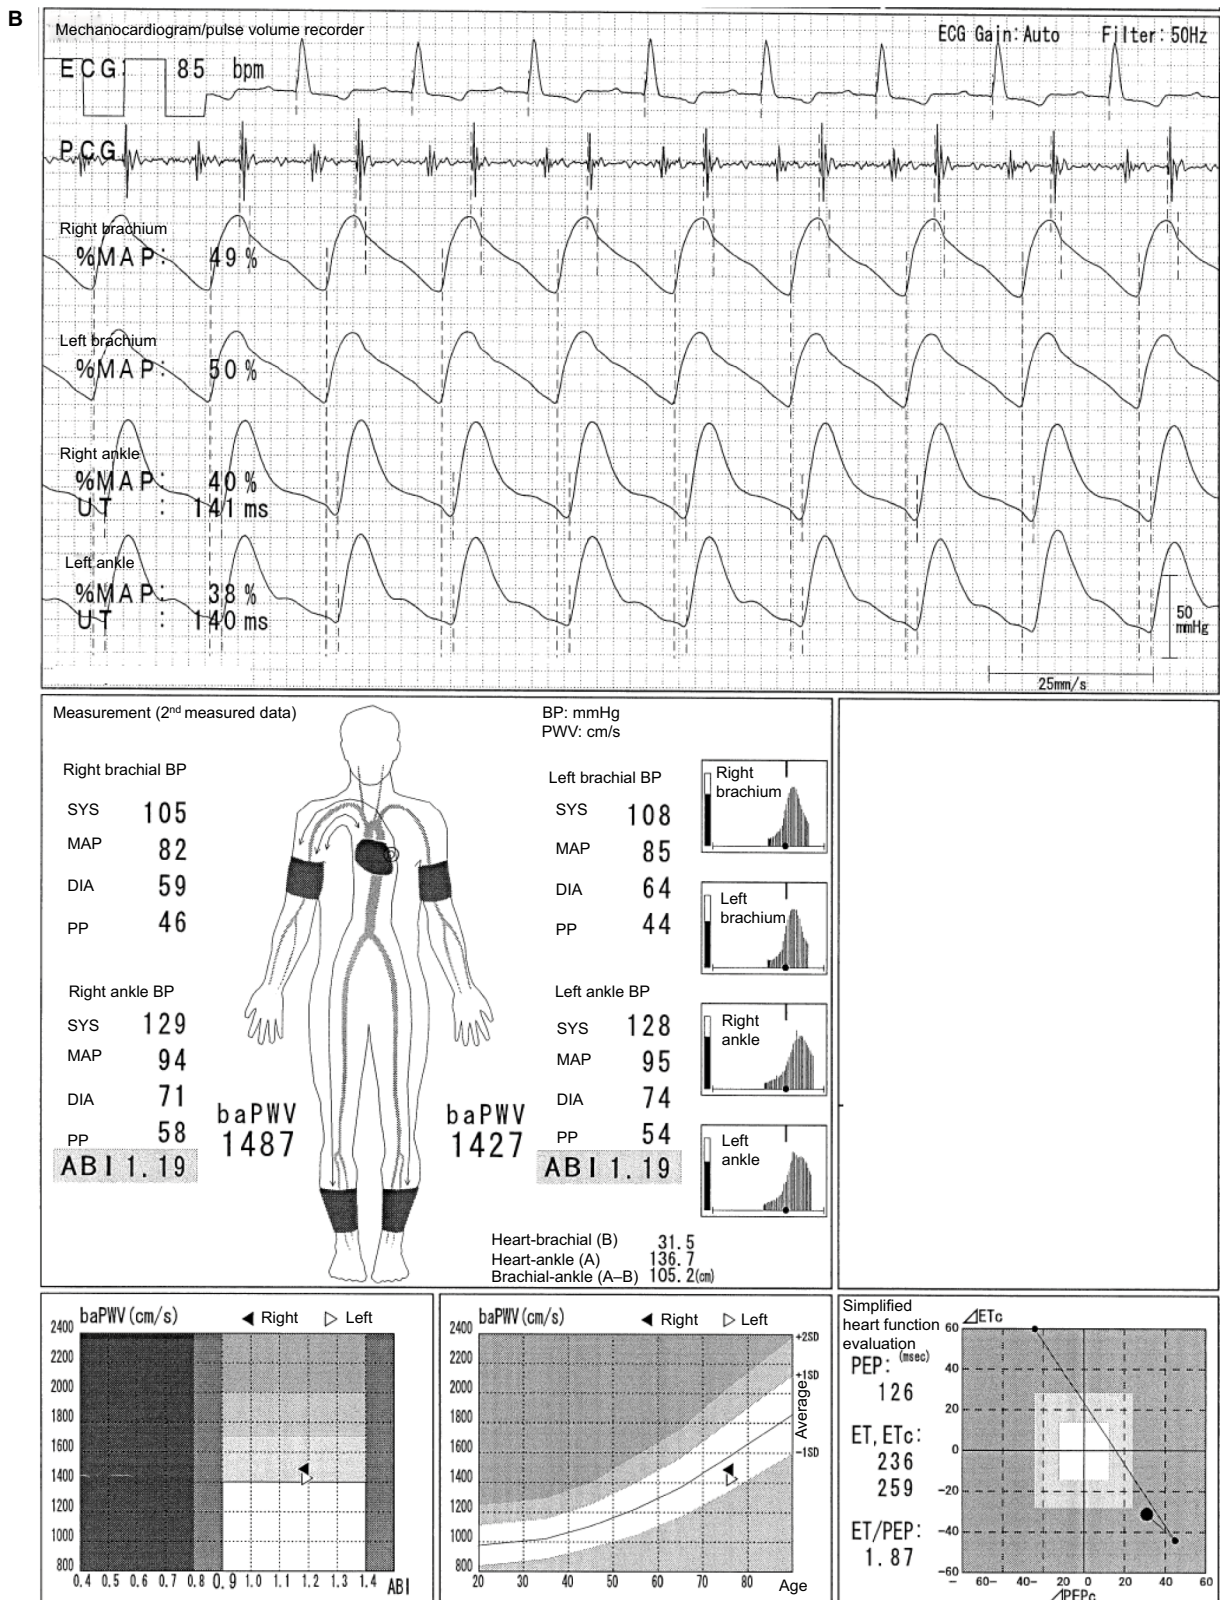 B
Mechanocardiogram/pulse volume recorder
ECG Gain: Auto Filter: 50Hz
ECG: 85 bpm
PCG
Right brachium
%MAP: 49%
Left brachium
%MAP: 50%
Right ankle
%MAP: 40%
UT : 141 ms
Left ankle
%MAP: 38%
UT : 140 ms
50
mmHg
25mm/s
Measurement (2nd measured data)
BP: mmHg
PWV: cm/s
Right brachial BP
SYS 105
MAP 82
DIA 59
PP 46
Left brachial BP
SYS 108
MAP 85
DIA 64
PP 44
Right ankle BP
SYS 129
MAP 94
DIA 71
PP 58
ABI 1.19
baPWV
1487
baPWV
1427
Left ankle BP
SYS 128
MAP 95
DIA 74
PP 54
ABI 1.19
Right
brachium
Left
brachium
Right
ankle
Left
ankle
Heart-brachial (B) 31.5
Heart-ankle (A) 136.7
Brachial-ankle (A–B) 105.2(cm)
baPWV(cm/s) Right Left
2400
2200
2000
1800
1600
1400
1200
1000
800
0.4 0.5 0.6 0.7 0.8 0.9 1.0 1.1 1.2 1.3 1.4 ABI
baPWV(cm/s) Right Left
2400
2200
2000
1800
1600
1400
1200
1000
800
+2SD
+1SD
Average
-1SD
20 30 40 50 60 70 80 90
Age
Simplified
heart function
evaluation
(msec)
PEP:
126
ET, ETc:
236
259
ET/PEP:
1.87
⊿ETc
60
40
20
0
-20
-40
-60
- 60- 40- 20 0 20 40 60
⊿PEPc